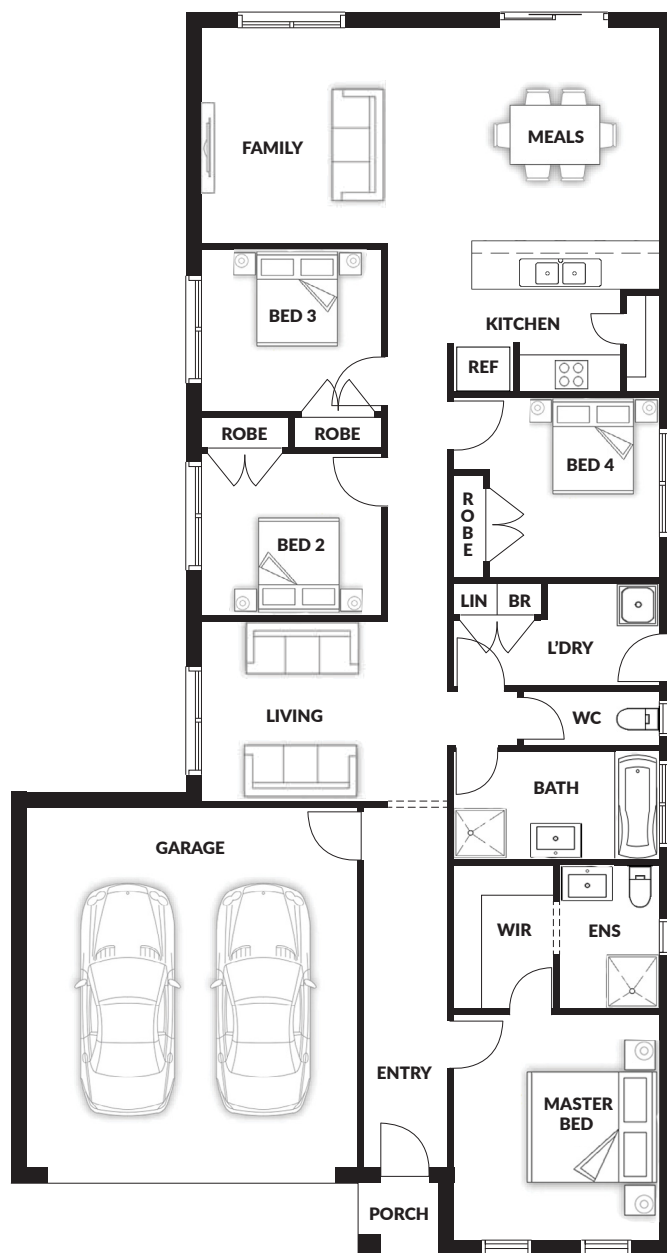 FAMILY
MEALS
BED 3
KITCHEN
REF
ROBE
ROBE
BED 4
R
O
B
E
BED 2
LIN
BR
L'DRY
LIVING
WC
BATH
GARAGE
WIR
ENS
ENTRY
MASTER
BED
PORCH